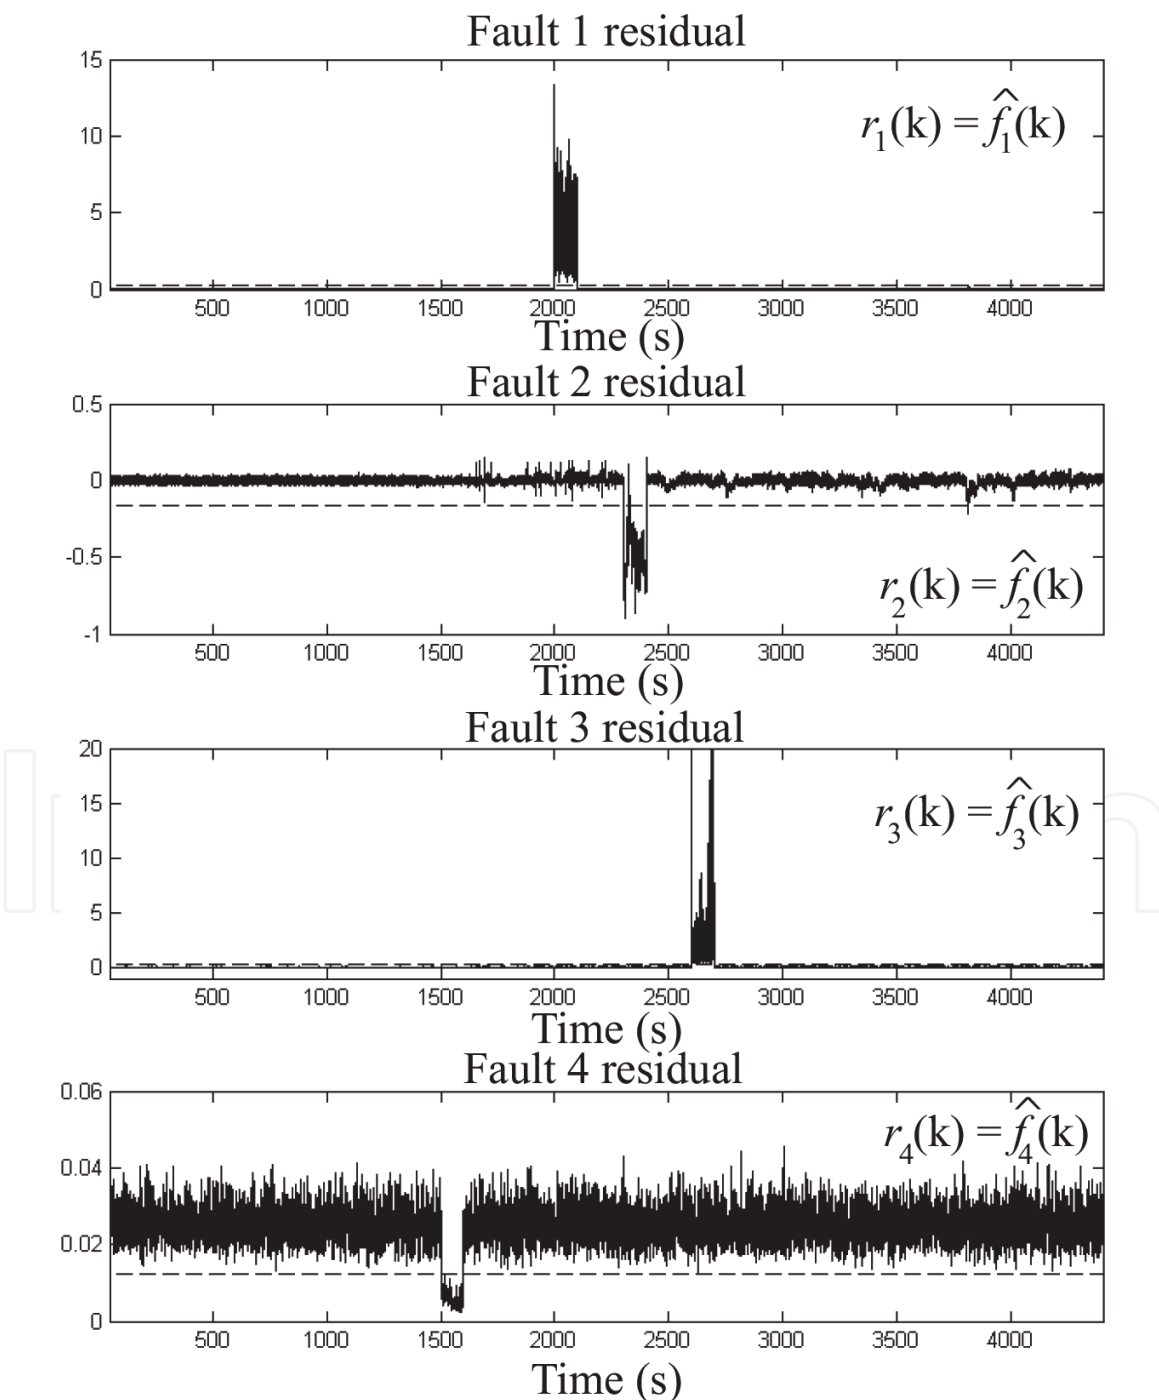 Fault 1 residual
15
10
5
0
r₁(k) = f̂₁(k)
500 1000 1500 2000 2500 3000 3500 4000
Time (s)
Fault 2 residual
0.5
0
-0.5
-1
r₂(k) = f̂₂(k)
500 1000 1500 2000 2500 3000 3500 4000
Time (s)
Fault 3 residual
20
15
10
5
0
r₃(k) = f̂₃(k)
500 1000 1500 2000 2500 3000 3500 4000
Time (s)
Fault 4 residual
0.06
0.04
0.02
0
r₄(k) = f̂₄(k)
500 1000 1500 2000 2500 3000 3500 4000
Time (s)